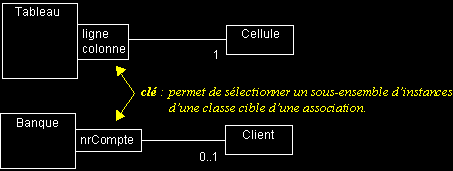 Tableau
ligne
colonne
Cellule
1
clé : permet de sélectionner un sous-ensemble d'instances
d'une classe cible d'une association.
Banque
nrCompte
Client
0..1